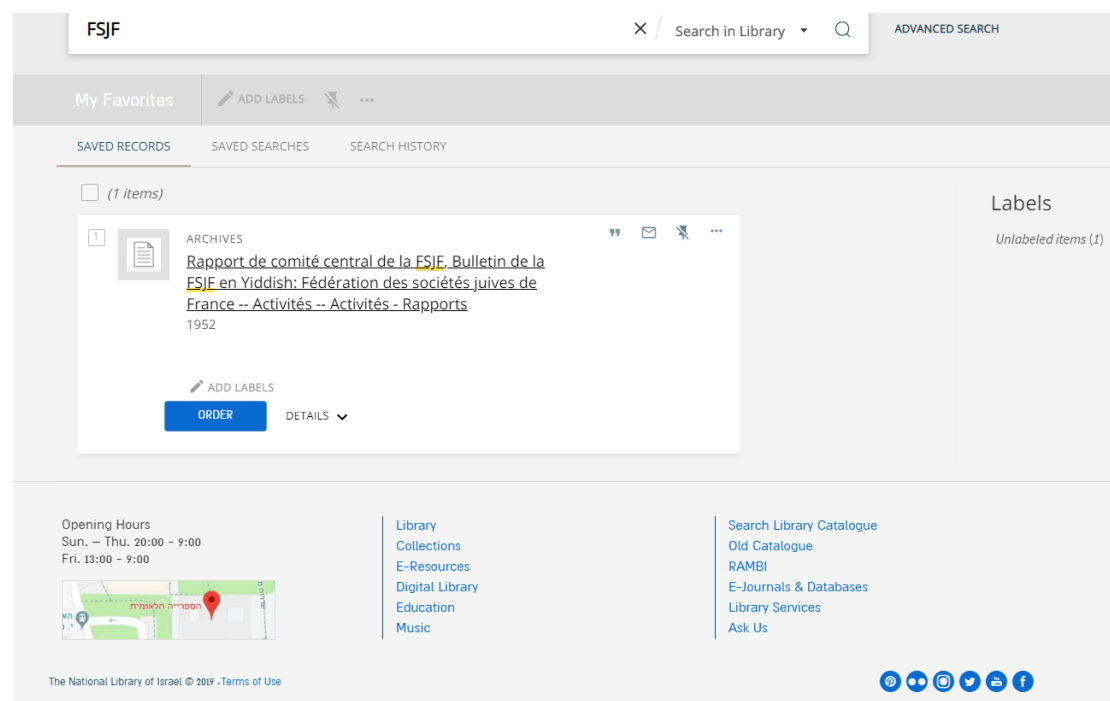 FSJF
Search in Library
ADVANCED SEARCH
My Favorites
ADD LABELS
SAVED RECORDS
SAVED SEARCHES
SEARCH HISTORY
(1 items)
Labels
Unlabeled items (1)
1
ARCHIVES
Rapport de comité central de la FSJF, Bulletin de la
FSJF en Yiddish: Fédération des sociétés juives de
France -- Activités -- Activités - Rapports
1952
ADD LABELS
ORDER
DETAILS
Opening Hours
Sun. – Thu. 20:00 - 9:00
Fri. 13:00 - 9:00
הספרייה הלאומית
Library
Collections
E-Resources
Digital Library
Education
Music
Search Library Catalogue
Old Catalogue
RAMBI
E-Journals & Databases
Library Services
Ask Us
The National Library of Israel © 2019 . Terms of Use